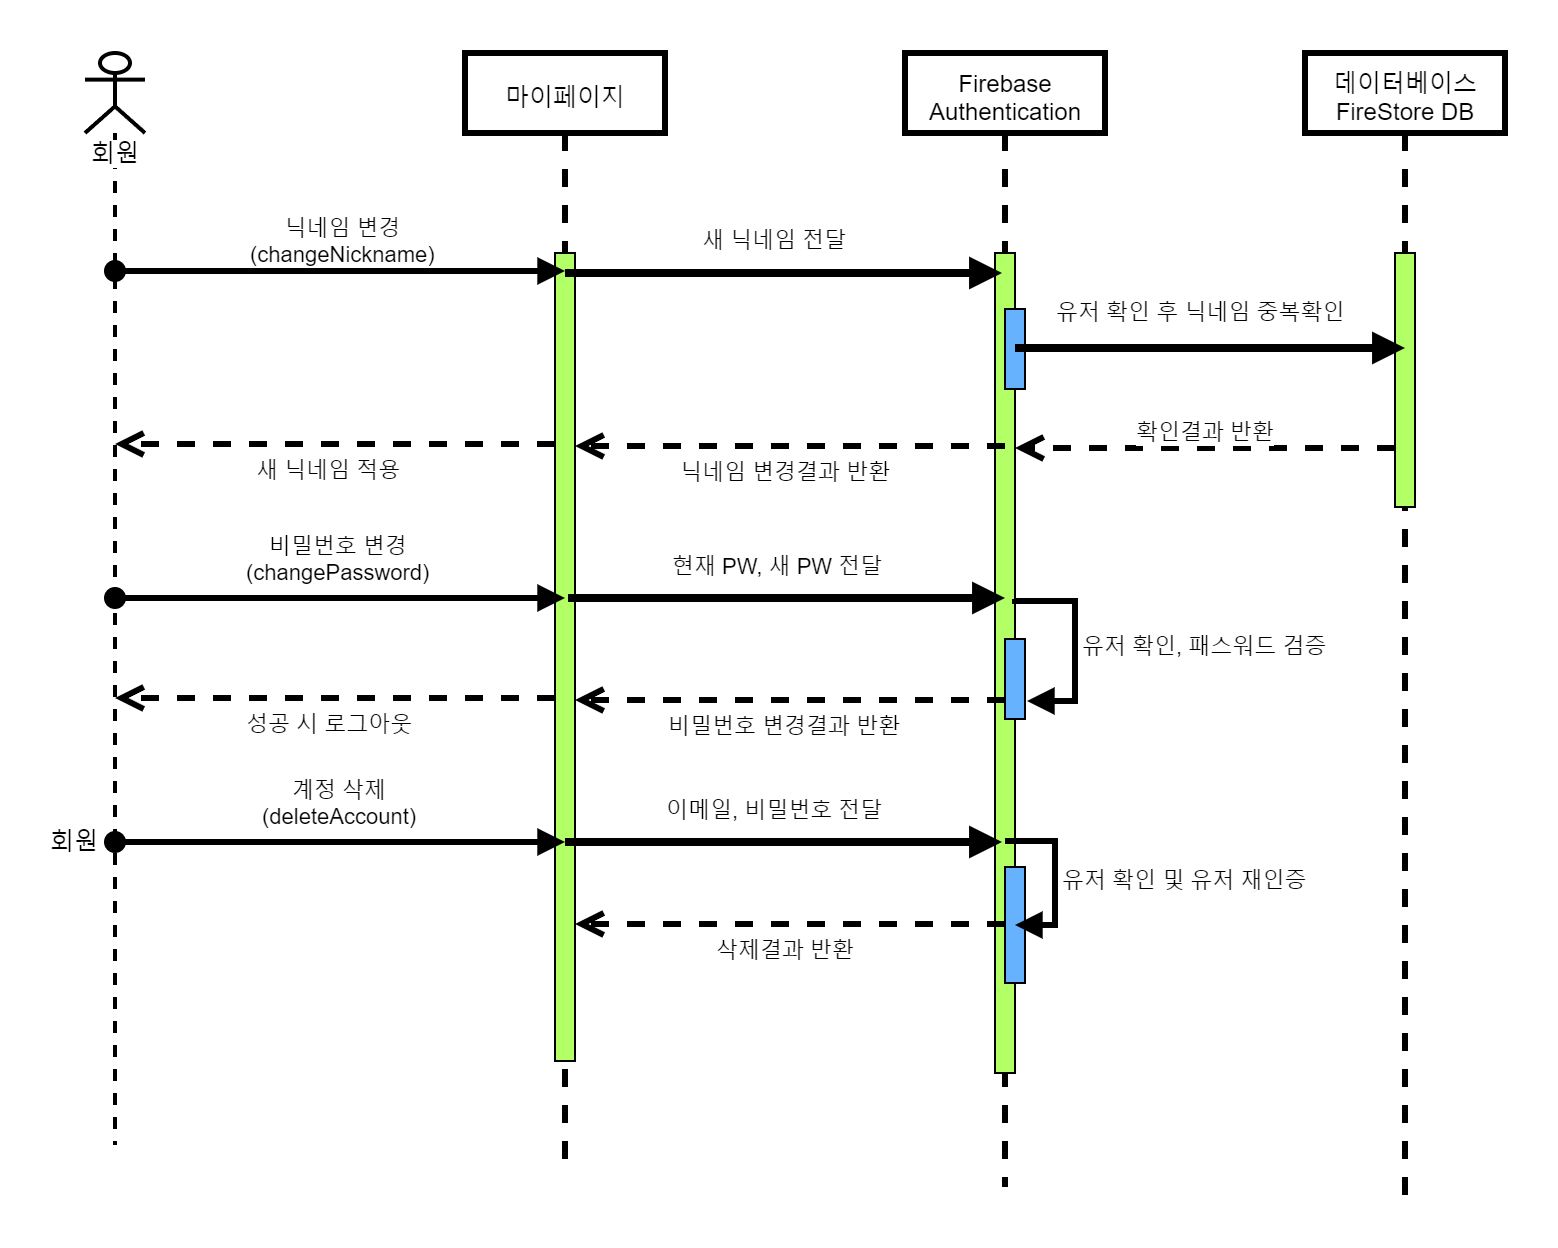 회원
마이페이지
Firebase
Authentication
데이터베이스
FireStore DB
닉네임 변경
(changeNickname)
새 닉네임 전달
유저 확인 후 닉네임 중복확인
확인결과 반환
닉네임 변경결과 반환
새 닉네임 적용
비밀번호 변경
(changePassword)
현재 PW, 새 PW 전달
유저 확인, 패스워드 검증
비밀번호 변경결과 반환
성공 시 로그아웃
계정 삭제
(deleteAccount)
회원
이메일, 비밀번호 전달
유저 확인 및 유저 재인증
삭제결과 반환